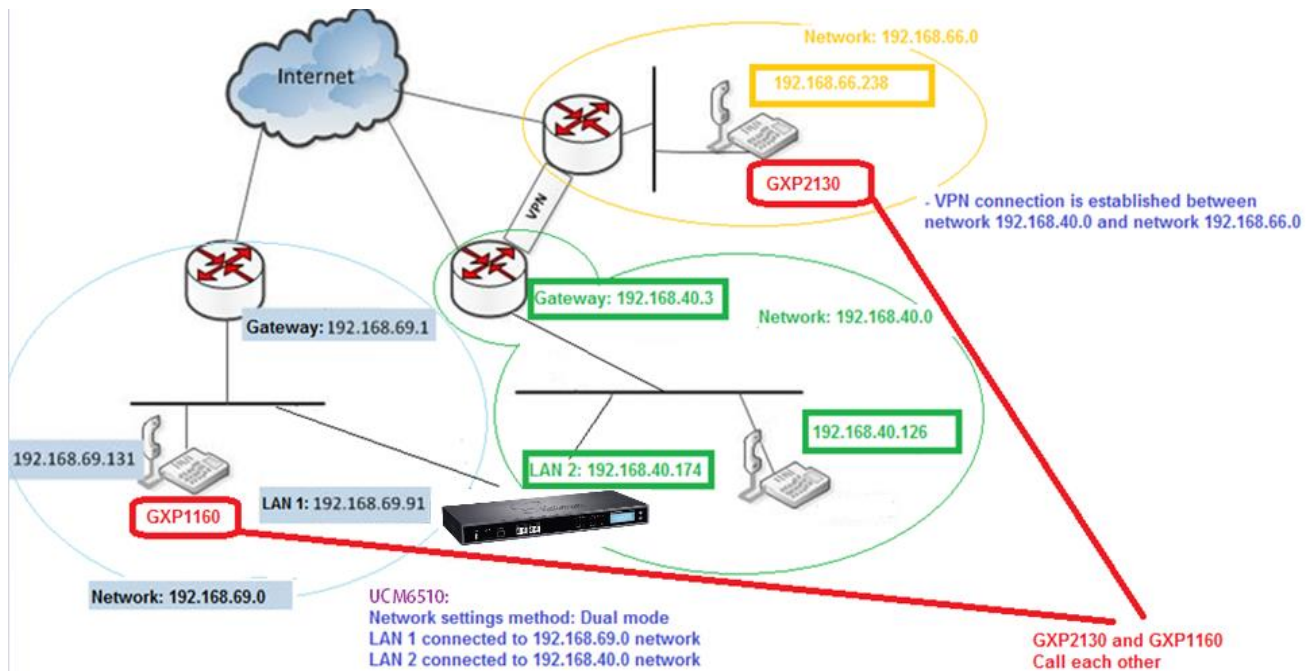 Network: 192.168.66.0
Internet
192.168.66.238
GXP2130
VPN
- VPN connection is established between
network 192.168.40.0 and network 192.168.66.0
Gateway: 192.168.40.3
Gateway: 192.168.69.1
Network: 192.168.40.0
192.168.40.126
192.168.69.131
LAN 2: 192.168.40.174
LAN 1: 192.168.69.91
GXP1160
Network: 192.168.69.0
UCM6510:
Network settings method: Dual mode
LAN 1 connected to 192.168.69.0 network
LAN 2 connected to 192.168.40.0 network
GXP2130 and GXP1160
Call each other